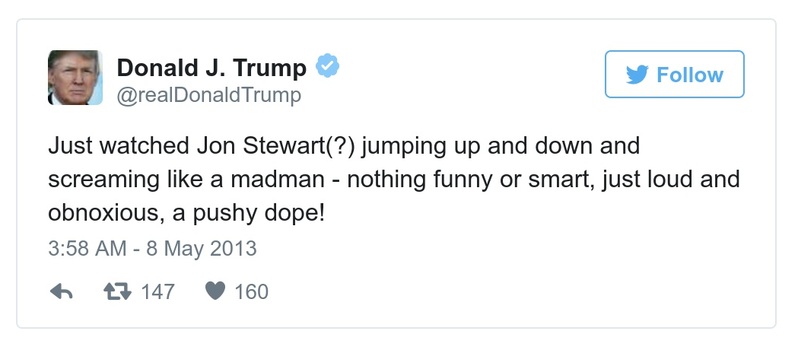 Donald J. Trump
@realDonaldTrump
Follow
Just watched Jon Stewart(?) jumping up and down and
screaming like a madman - nothing funny or smart, just loud and
obnoxious, a pushy dope!
3:58 AM - 8 May 2013
147 160